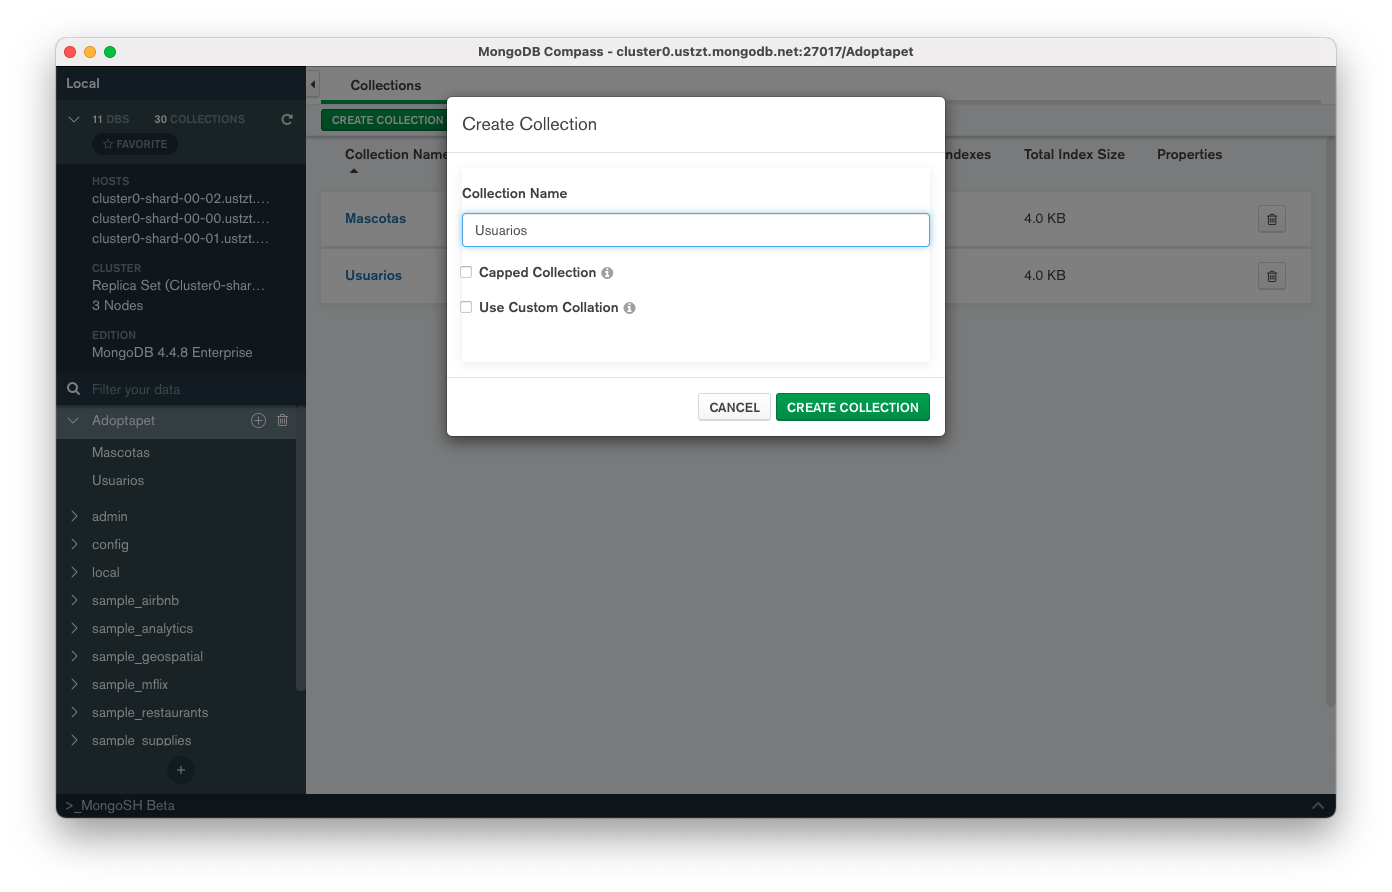 MongoDB Compass - cluster0.ustzt.mongodb.net:27017/Adoptapet
Local
11 DBS 30 COLLECTIONS
FAVORITE
HOSTS
cluster0-shard-00-02.ustzt....
cluster0-shard-00-00.ustzt....
cluster0-shard-00-01.ustzt....
CLUSTER
Replica Set (Cluster0-shar...
3 Nodes
EDITION
MongoDB 4.4.8 Enterprise
Filter your data
Adoptapet
Mascotas
Usuarios
admin
config
local
sample_airbnb
sample_analytics
sample_geospatial
sample_mflix
sample_restaurants
sample_supplies
+
Collections
CREATE COLLECTION
Collection Name ndexes Total Index Size Properties
Mascotas 4.0 KB
Usuarios 4.0 KB
Create Collection
Collection Name
Usuarios
Capped Collection
Use Custom Collation
CANCEL CREATE COLLECTION
>_MongoSH Beta